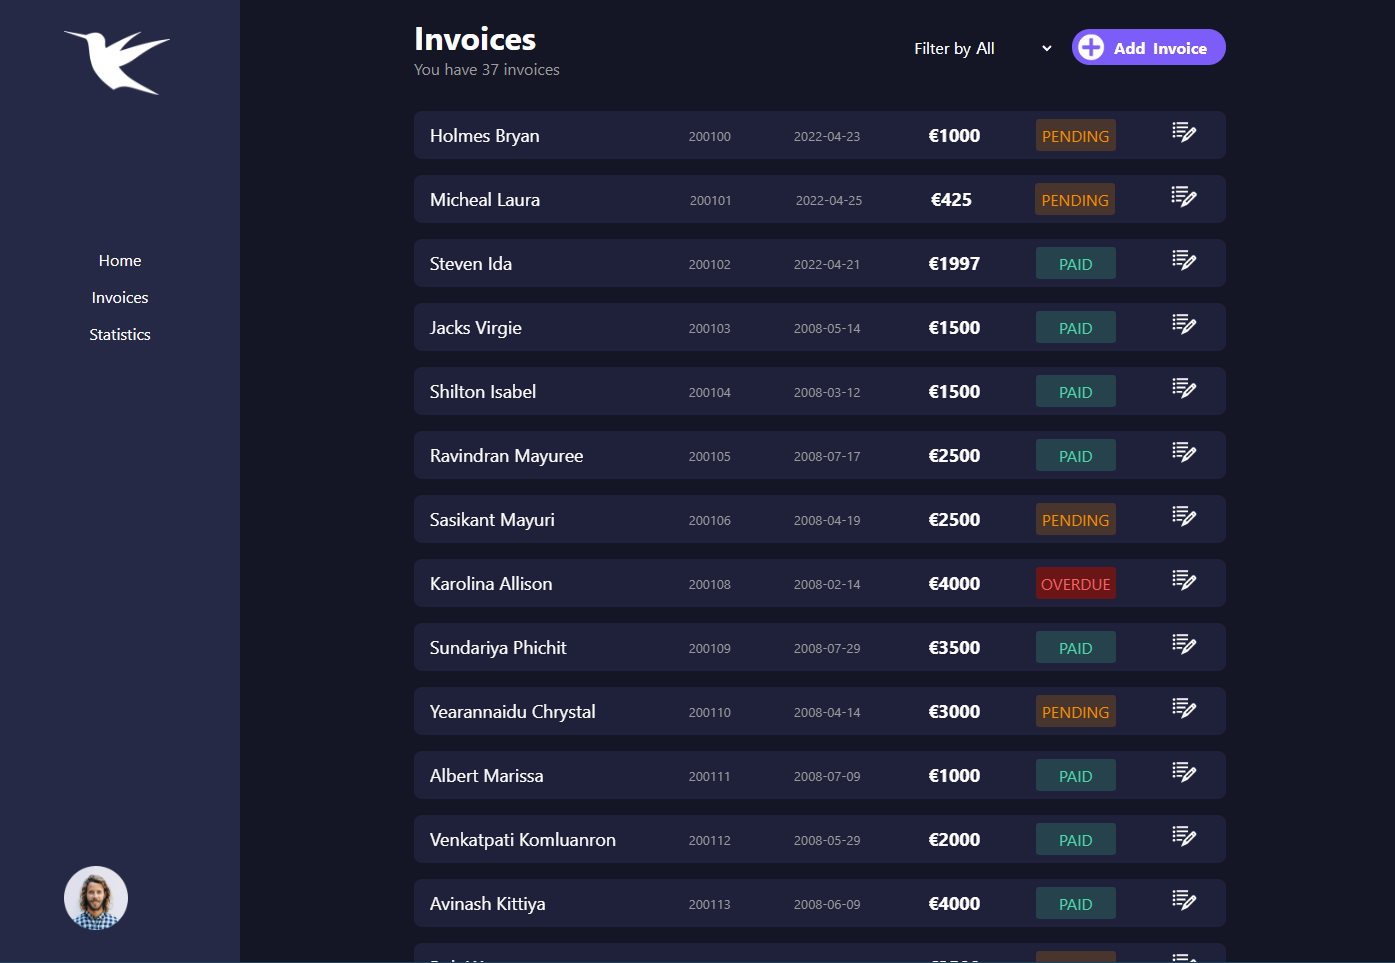 Invoices
You have 37 invoices
Filter by All
Add Invoice
Home
Invoices
Statistics
Holmes Bryan 200100 2022-04-23 €1000 PENDING
Micheal Laura 200101 2022-04-25 €425 PENDING
Steven Ida 200102 2022-04-21 €1997 PAID
Jacks Virgie 200103 2008-05-14 €1500 PAID
Shilton Isabel 200104 2008-03-12 €1500 PAID
Ravindran Mayuree 200105 2008-07-17 €2500 PAID
Sasikant Mayuri 200106 2008-04-19 €2500 PENDING
Karolina Allison 200108 2008-02-14 €4000 OVERDUE
Sundariya Phichit 200109 2008-07-29 €3500 PAID
Yearannaidu Chrystal 200110 2008-04-14 €3000 PENDING
Albert Marissa 200111 2008-07-09 €1000 PAID
Venkatpati Komluanron 200112 2008-05-29 €2000 PAID
Avinash Kittiya 200113 2008-06-09 €4000 PAID